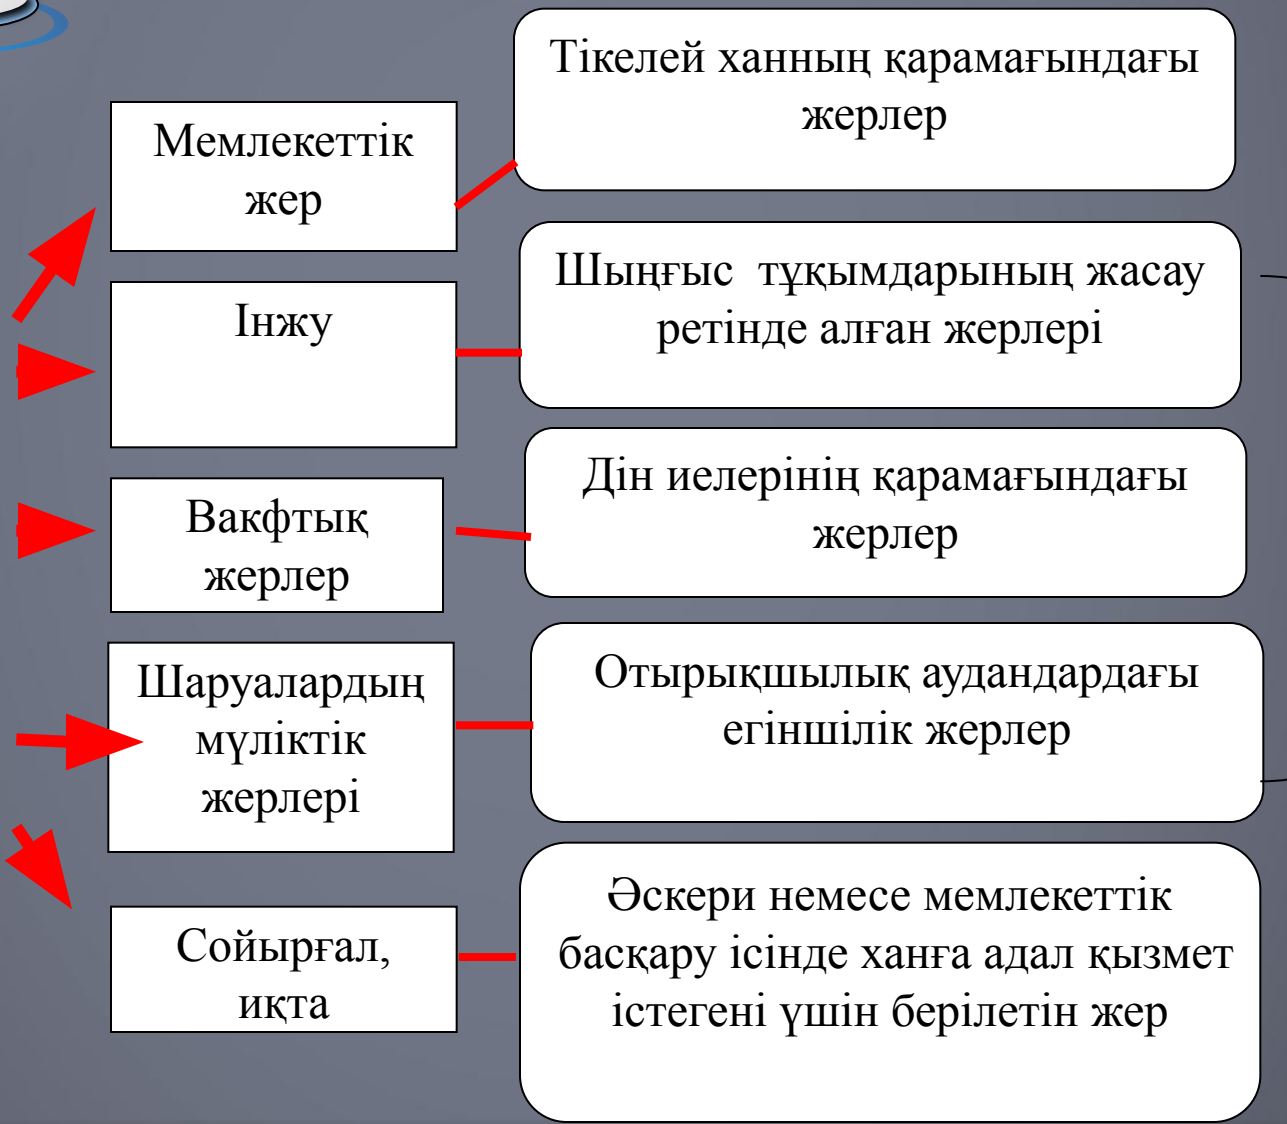 Тікелей ханның қарамағындағы
жерлер
Мемлекеттік
жер
Шыңғыс тұқымдарының жасау
ретінде алған жерлері
Інжу
Дін иелерінің қарамағындағы
жерлер
Вакфтық
жерлер
Отырықшылық аудандардағы
егіншілік жерлер
Шаруалардың
мүліктік
жерлері
Әскери немесе мемлекеттік
басқару ісінде ханға адал қызмет
істегені үшін берілетін жер
Сойырғал,
иқта